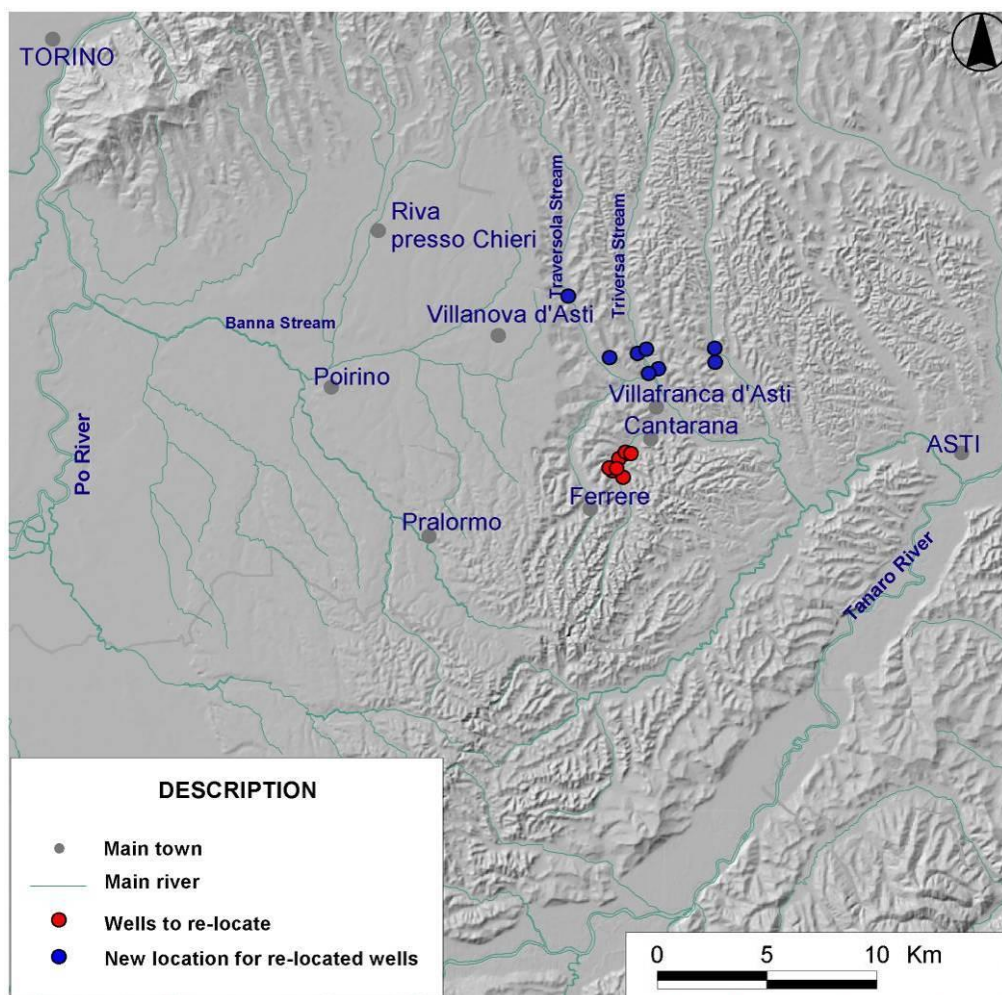 TORINO
Riva
presso Chieri
Traversola Stream
Triversa Stream
Villanova d'Asti
Banna Stream
Poirino
Villafranca d'Asti
Cantarana
ASTI
Po River
Ferrere
Pralormo
Tanaro River
DESCRIPTION
Main town
Main river
Wells to re-locate
New location for re-located wells
0 5 10 Km